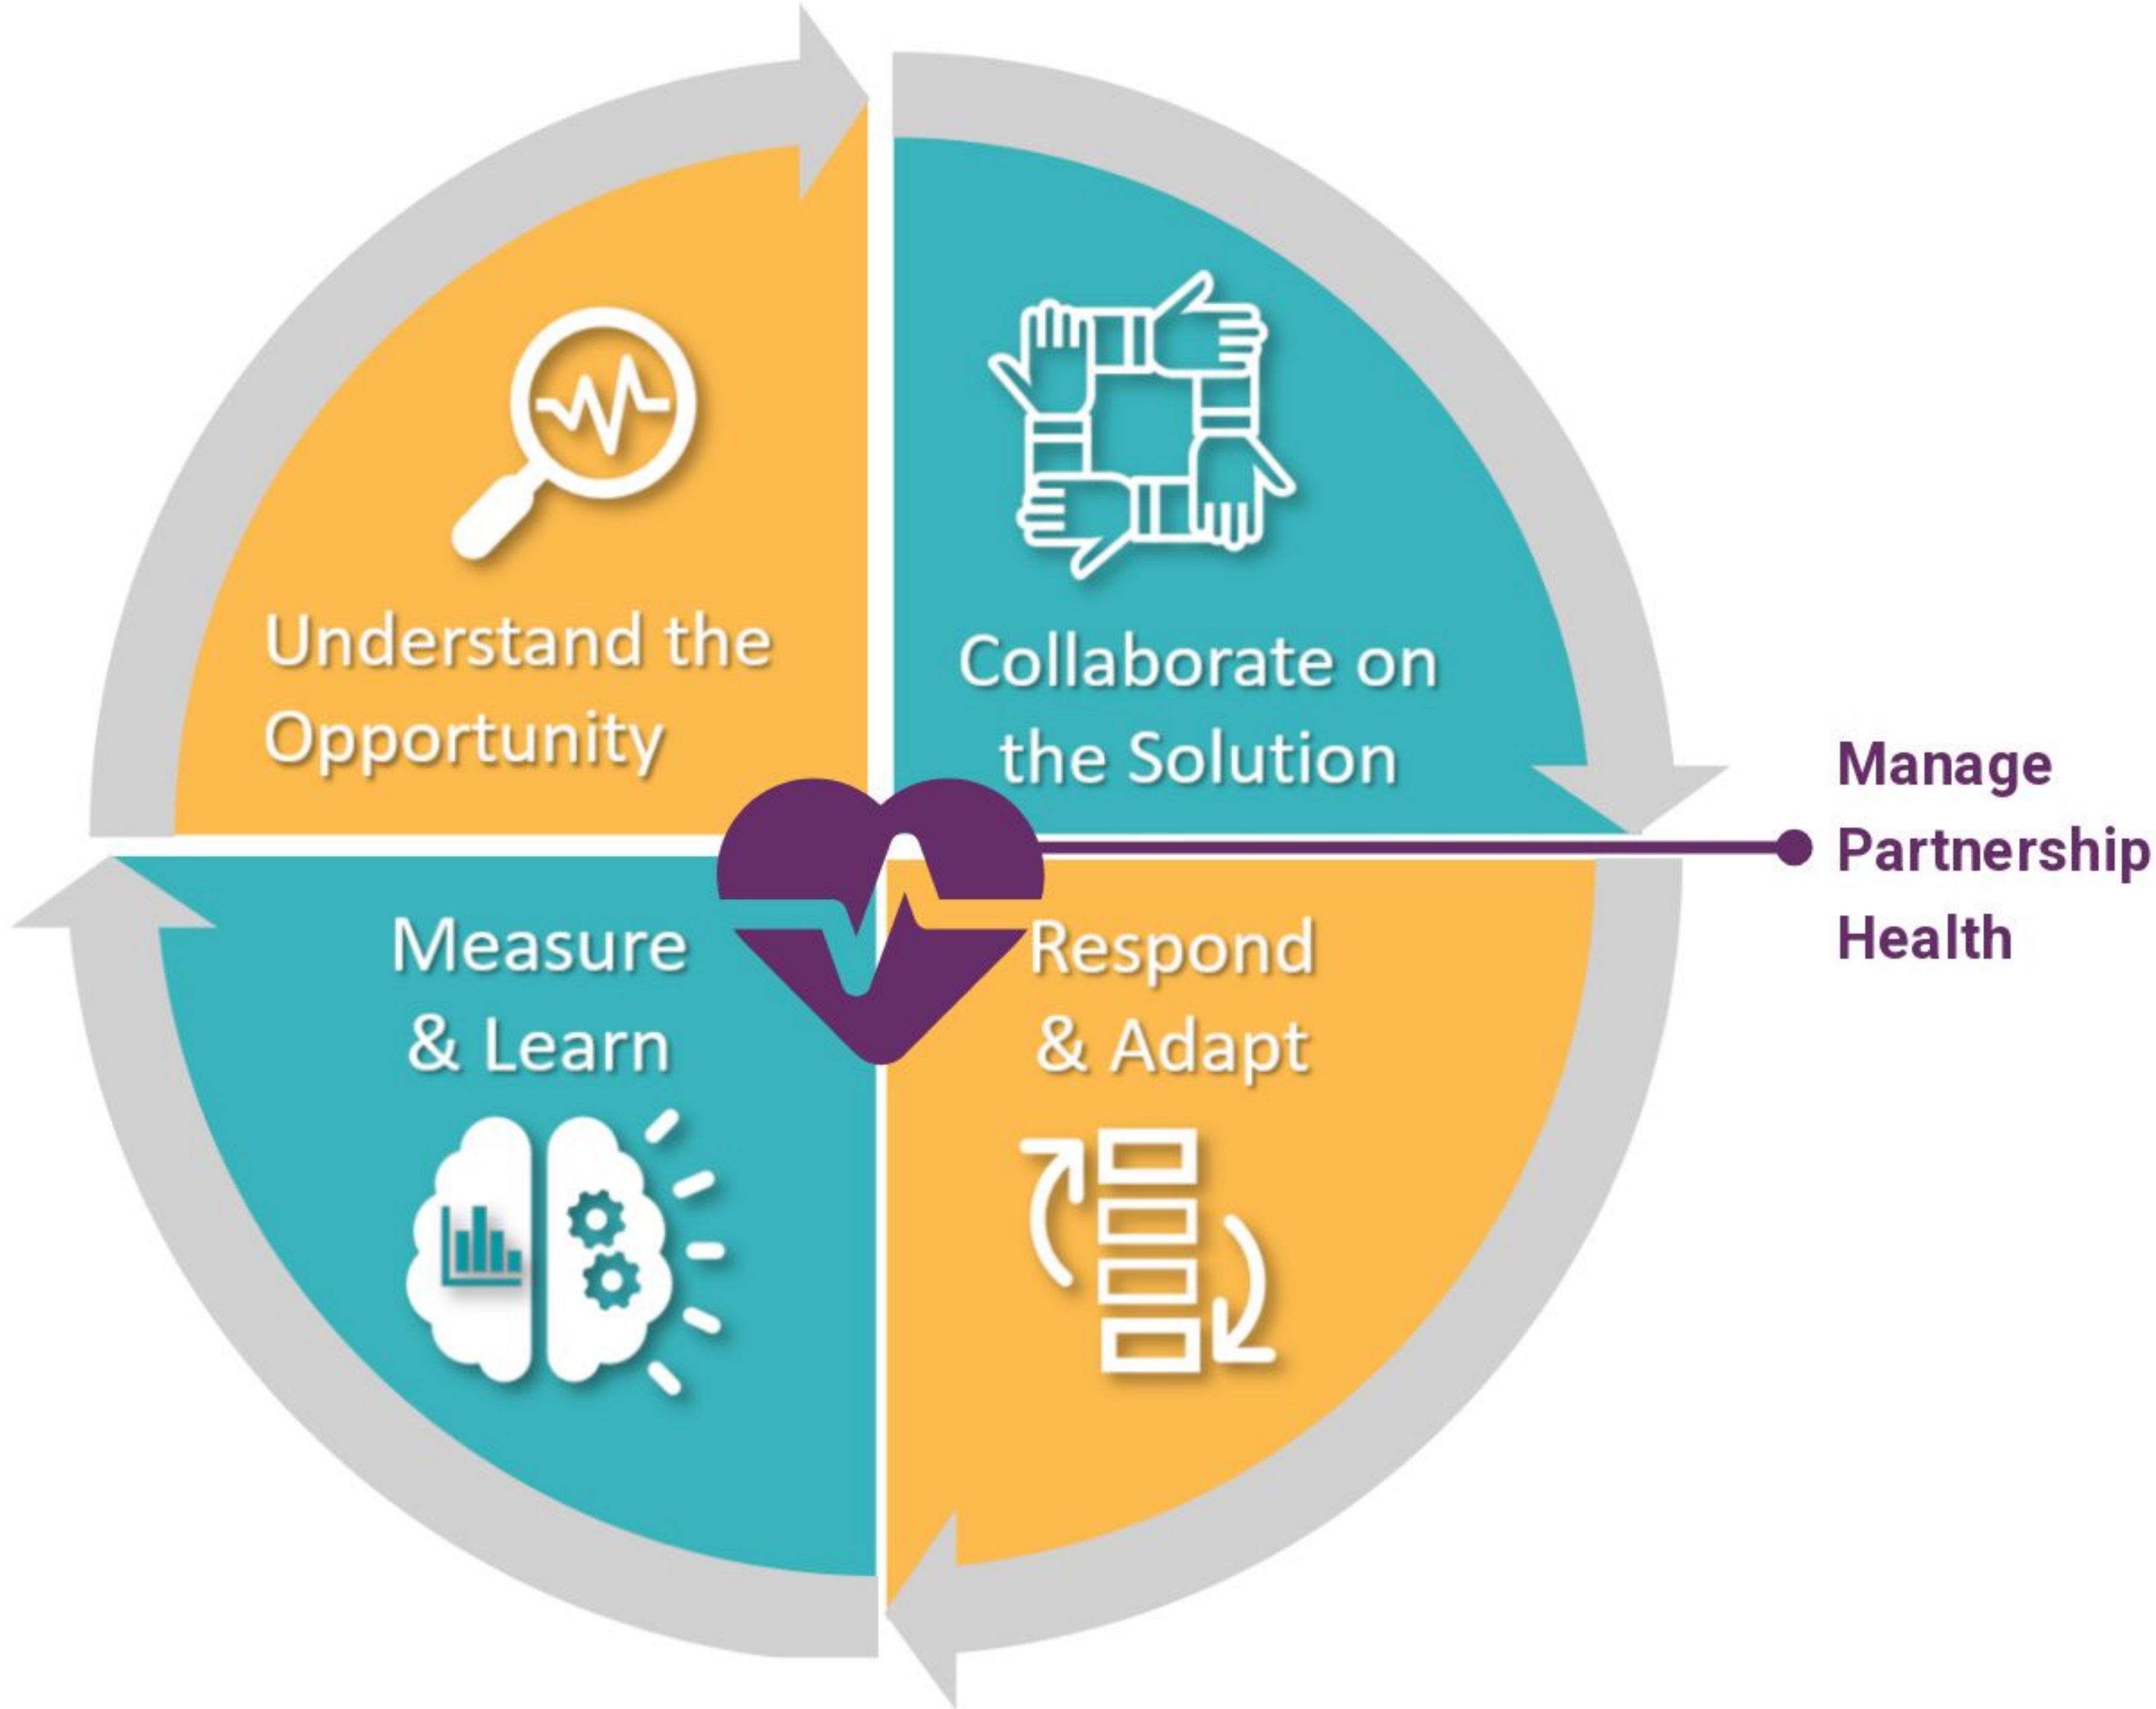 Understand the
Opportunity
Collaborate on
the Solution
Manage
Partnership
Health
Measure
& Learn
Respond
& Adapt